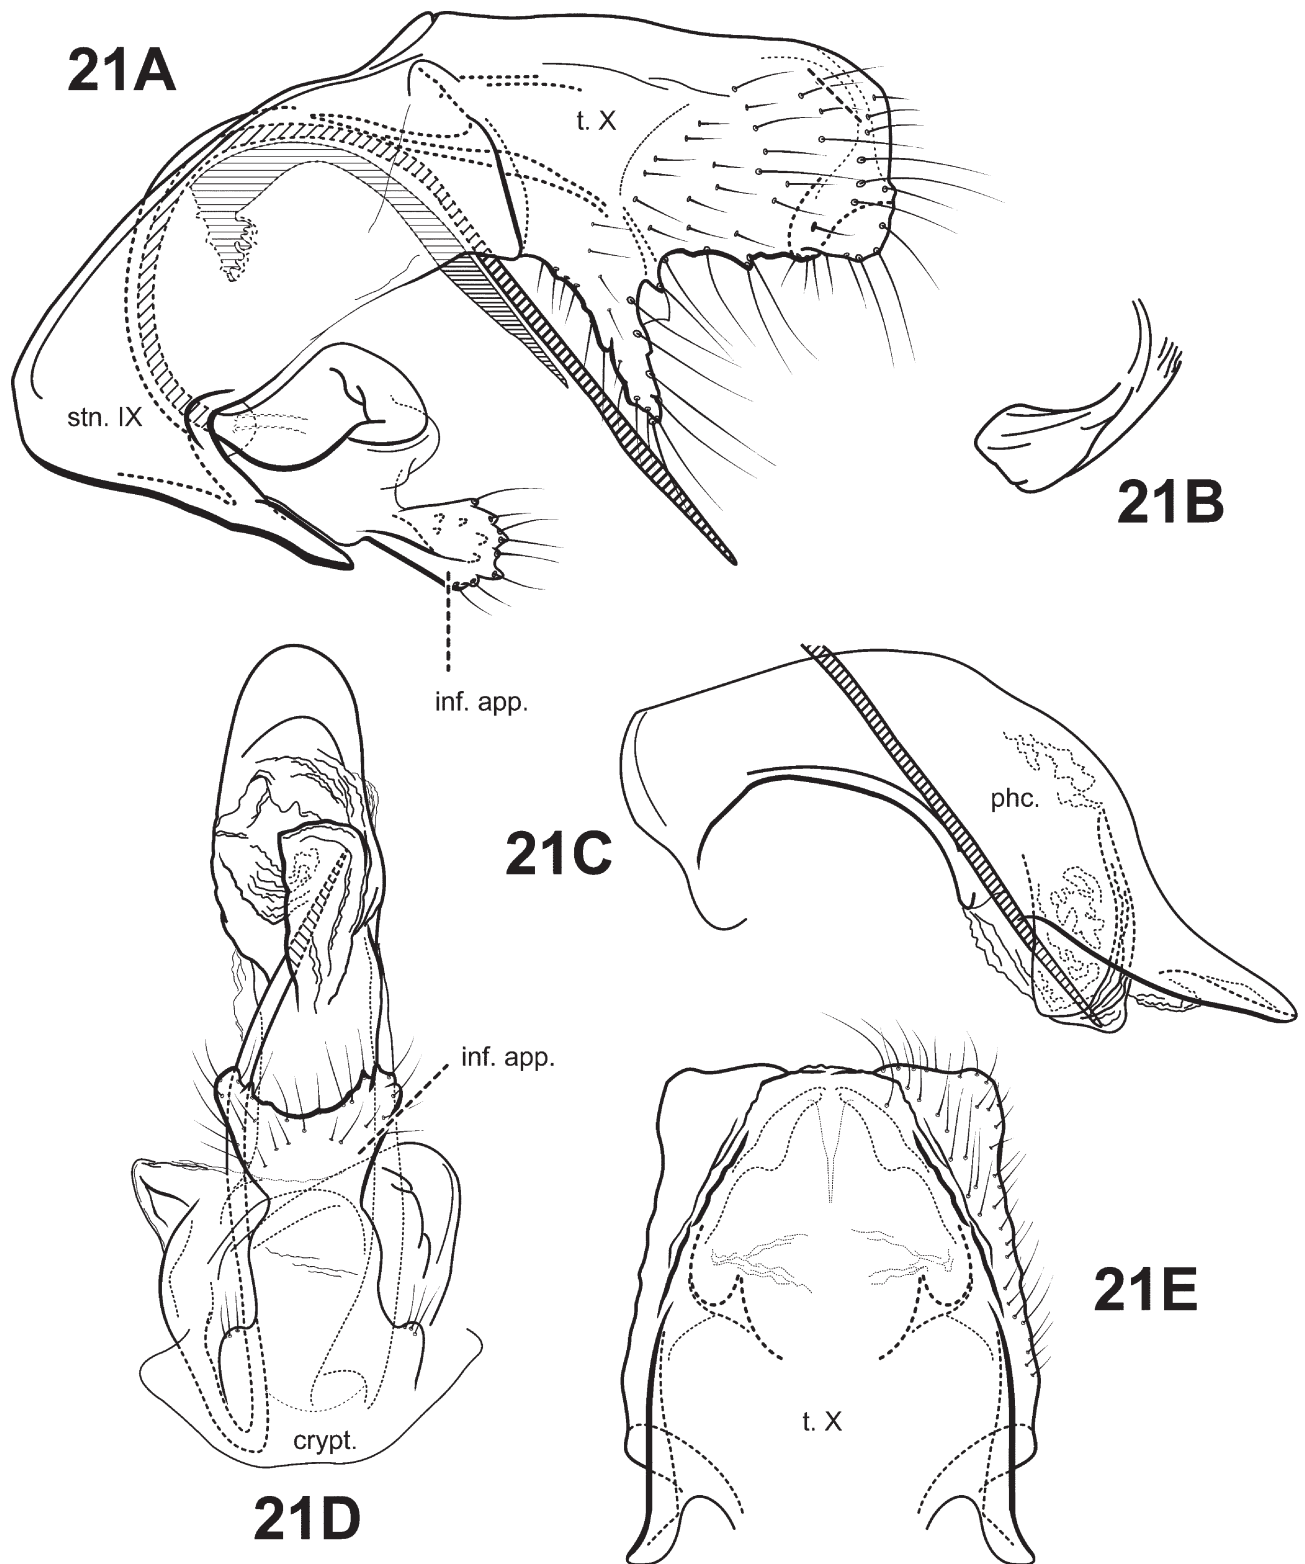 21A
t. X
stn. IX
21B
inf. app.
phc.
21C
inf. app.
21E
t. X
crypt.
21D